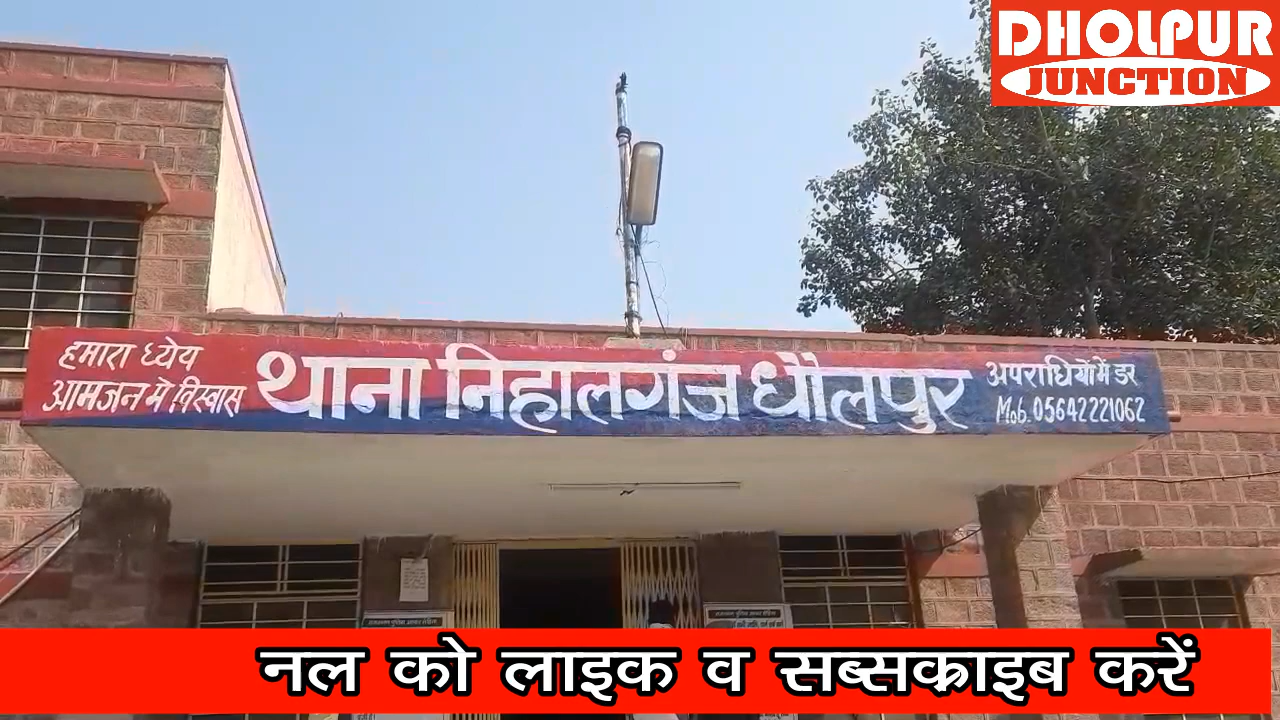 DHOLPUR
JUNCTION
हमारा ध्येय
आमजन मे विस्वास
थाना निहालगंज धौलपुर
अपराधियों में डर
Mob. 05642221062
नल को लाइक व सब्सक्राइब करें